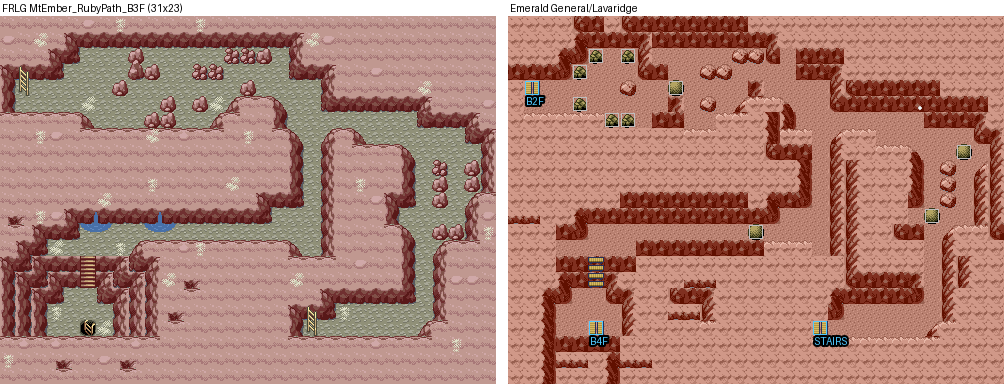 FRLG MtEmber_RubyPath_B3F (31x23)
Emerald General/Lavaridge
B2F
B4F
STAIRS